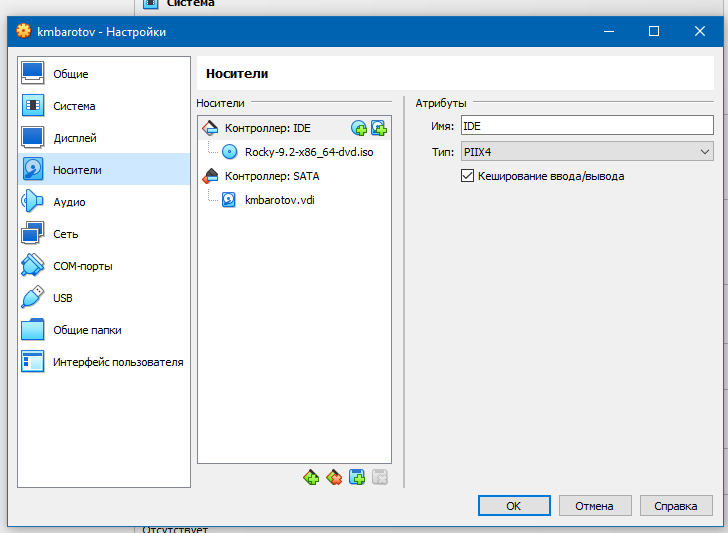 Система
kmbarotov - Настройки
Общие
Система
Дисплей
Носители
Аудио
Сеть
COM-порты
USB
Общие папки
Интерфейс пользователя
Носители
Носители
Контроллер: IDE
Rocky-9.2-x86_64-dvd.iso
Контроллер: SATA
kmbarotov.vdi
Атрибуты
Имя: IDE
Тип: PIIX4
Кеширование ввода/вывода
OK
Отмена
Справка
Отсутствует